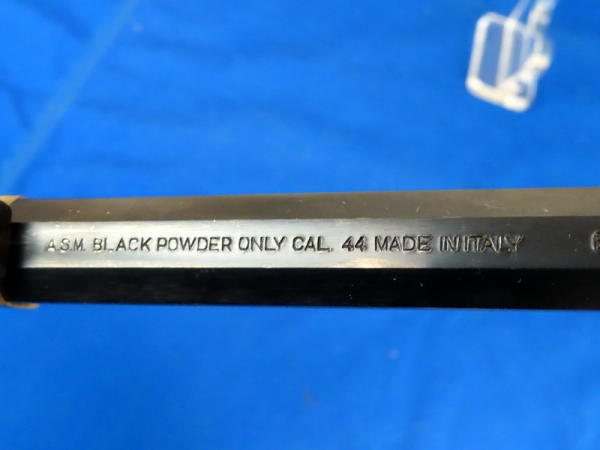 A.S.M. BLACK POWDER ONLY CAL. 44 MADE IN ITALY